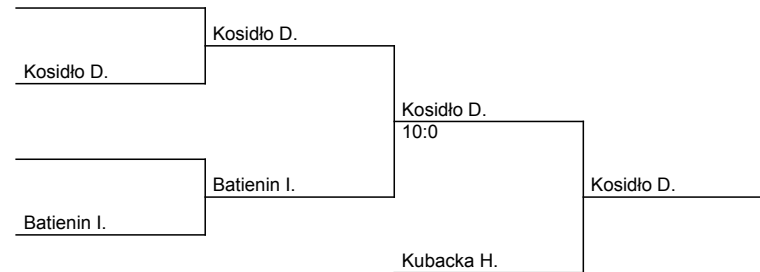 Kosidło D.
Kosidło D.
Kosidło D.
10:0
Batienin I.
Kosidło D.
Batienin I.
Kubacka H.